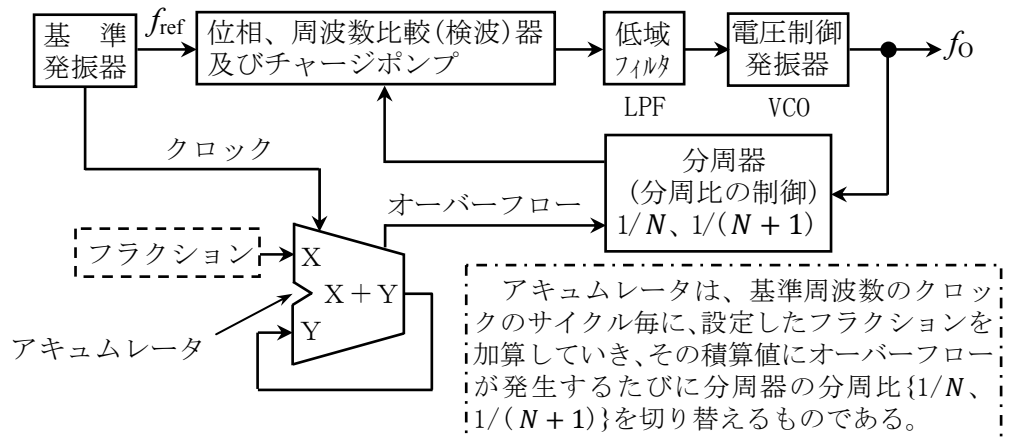 基　準
発振器
fref
位相、周波数比較(検波)器
及びチャージポンプ
低域
フィルタ
LPF
電圧制御
発振器
VCO
fO
クロック
分周器
(分周比の制御)
1/N、1/(N + 1)
オーバーフロー
フラクション
X
X + Y
Y
アキュムレータ
アキュムレータは、基準周波数のクロッ
クのサイクル毎に、設定したフラクションを
加算していき、その積算値にオーバーフロー
が発生するたびに分周器の分周比{1/N、
1/(N + 1)}を切り替えるものである。